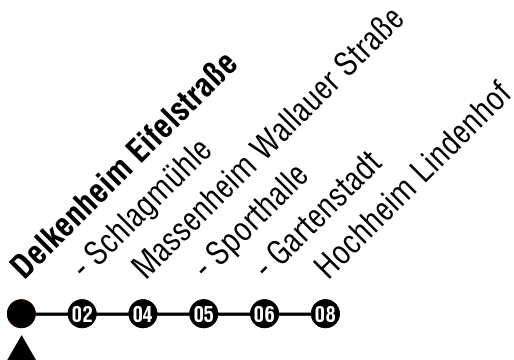 Delkenheim Eifelstraße
- Schlagmühle
Massenheim Wallauer Straße
- Sporthalle
- Gartenstadt
Hochheim Lindenhof
02 04 05 06 08